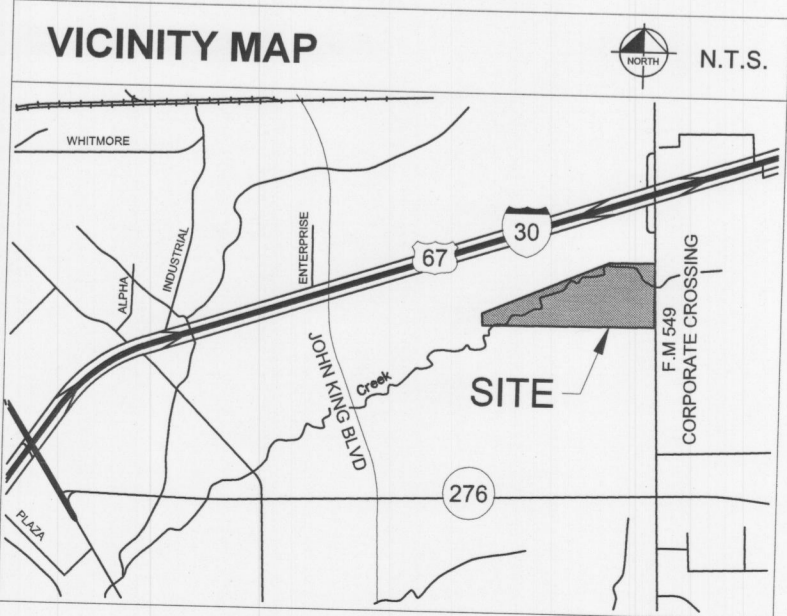 VICINITY MAP
NORTH
N.T.S.
WHITMORE
ALPHA
INDUSTRIAL
ENTERPRISE
67
30
JOHN KING BLVD
Creek
SITE
F.M 549
CORPORATE CROSSING
276
PLAZA